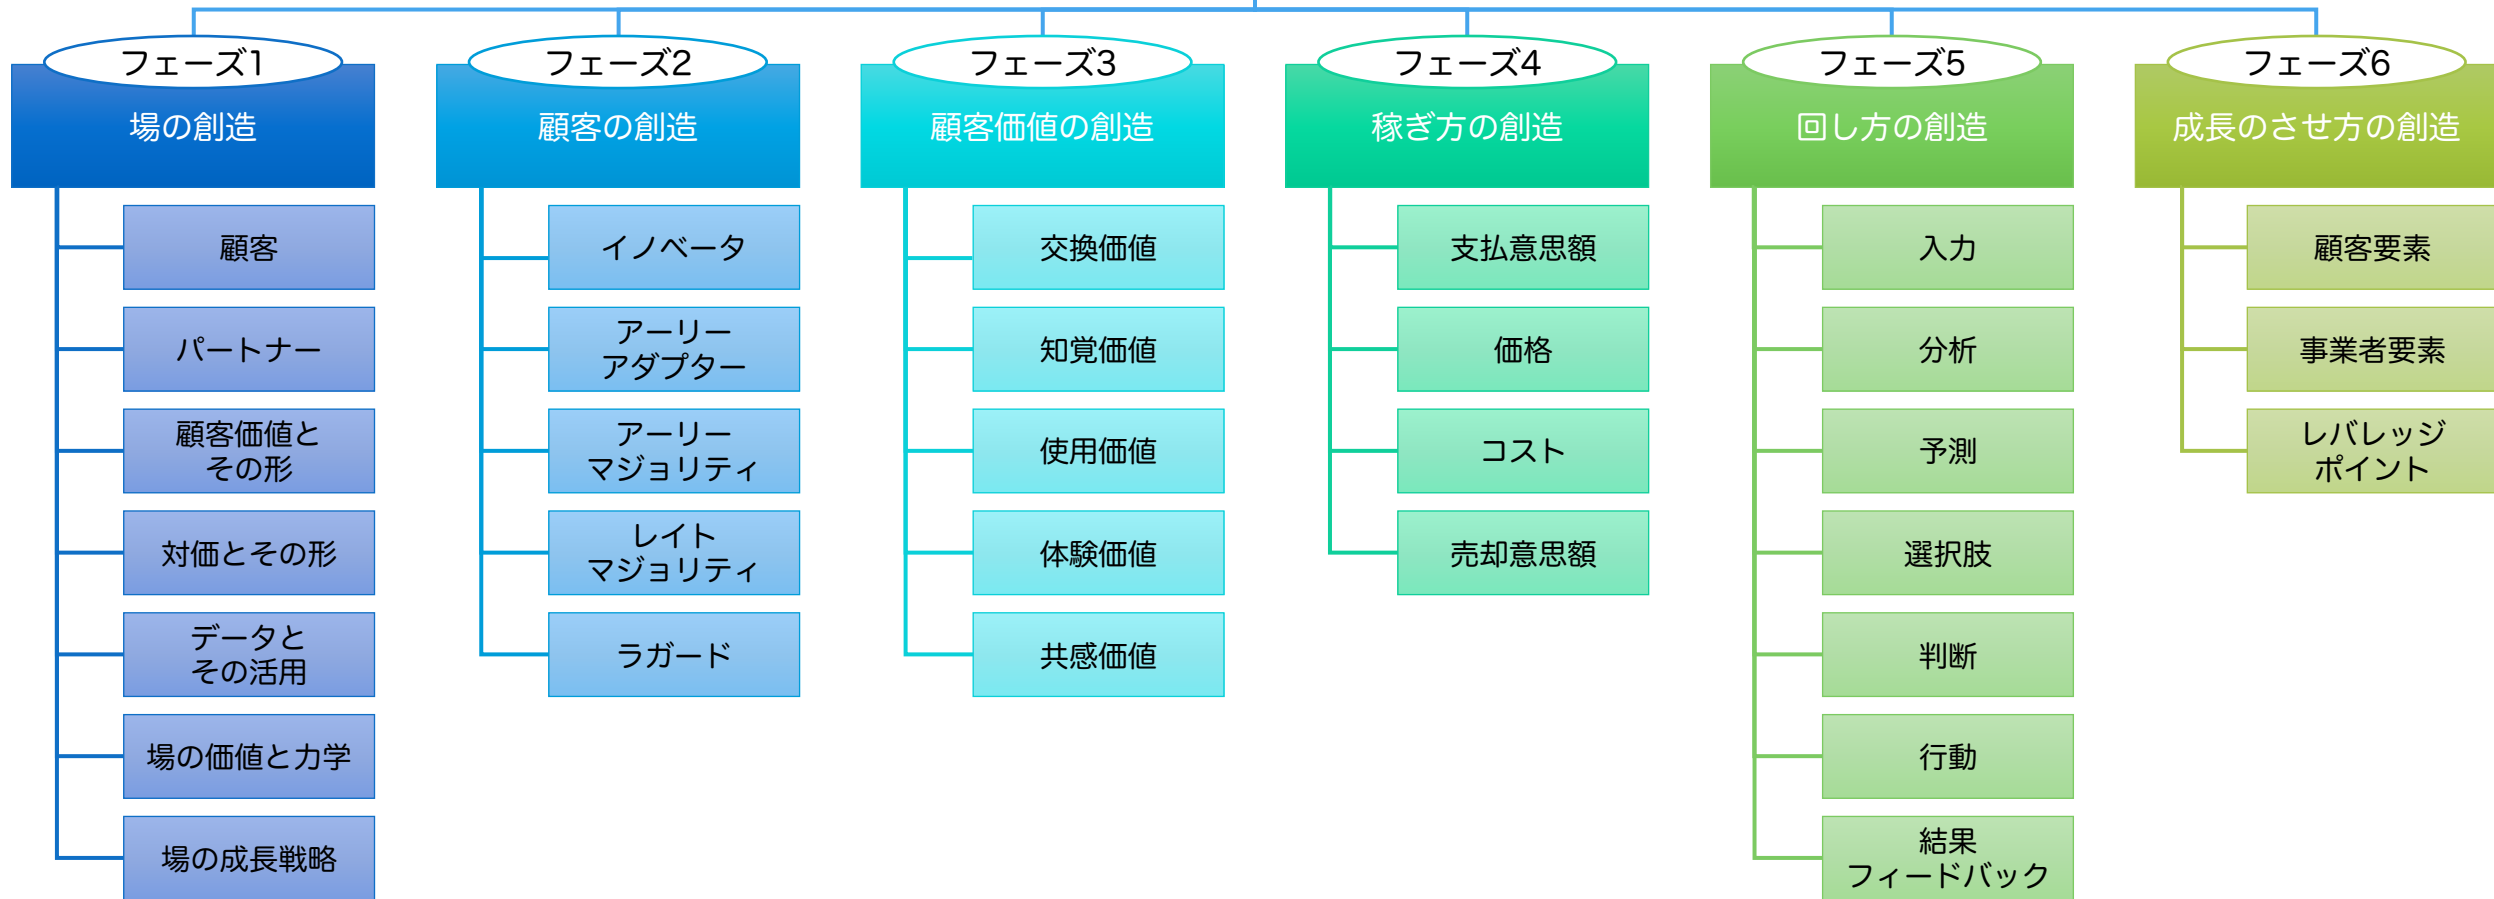 フェーズ1
場の創造
顧客
パートナー
顧客価値と
その形
対価とその形
データと
その活用
場の価値と力学
場の成長戦略
フェーズ2
顧客の創造
イノベータ
アーリー
アダプター
アーリー
マジョリティ
レイト
マジョリティ
ラガード
フェーズ3
顧客価値の創造
交換価値
知覚価値
使用価値
体験価値
共感価値
フェーズ4
稼ぎ方の創造
支払意思額
価格
コスト
売却意思額
フェーズ5
回し方の創造
入力
分析
予測
選択肢
判断
行動
結果
フィードバック
フェーズ6
成長のさせ方の創造
顧客要素
事業者要素
レバレッジ
ポイント